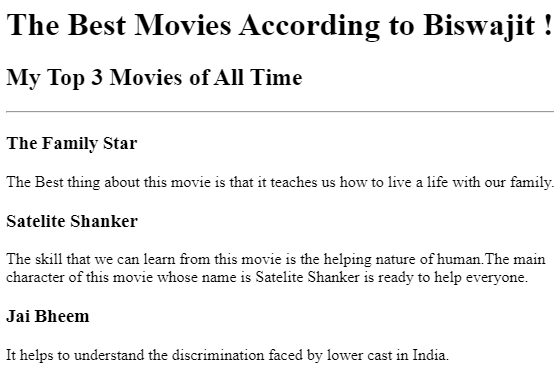 The Best Movies According to Biswajit !
My Top 3 Movies of All Time
The Family Star
The Best thing about this movie is that it teaches us how to live a life with our family.
Satelite Shanker
The skill that we can learn from this movie is the helping nature of human.The main
character of this movie whose name is Satelite Shanker is ready to help everyone.
Jai Bheem
It helps to understand the discrimination faced by lower cast in India.